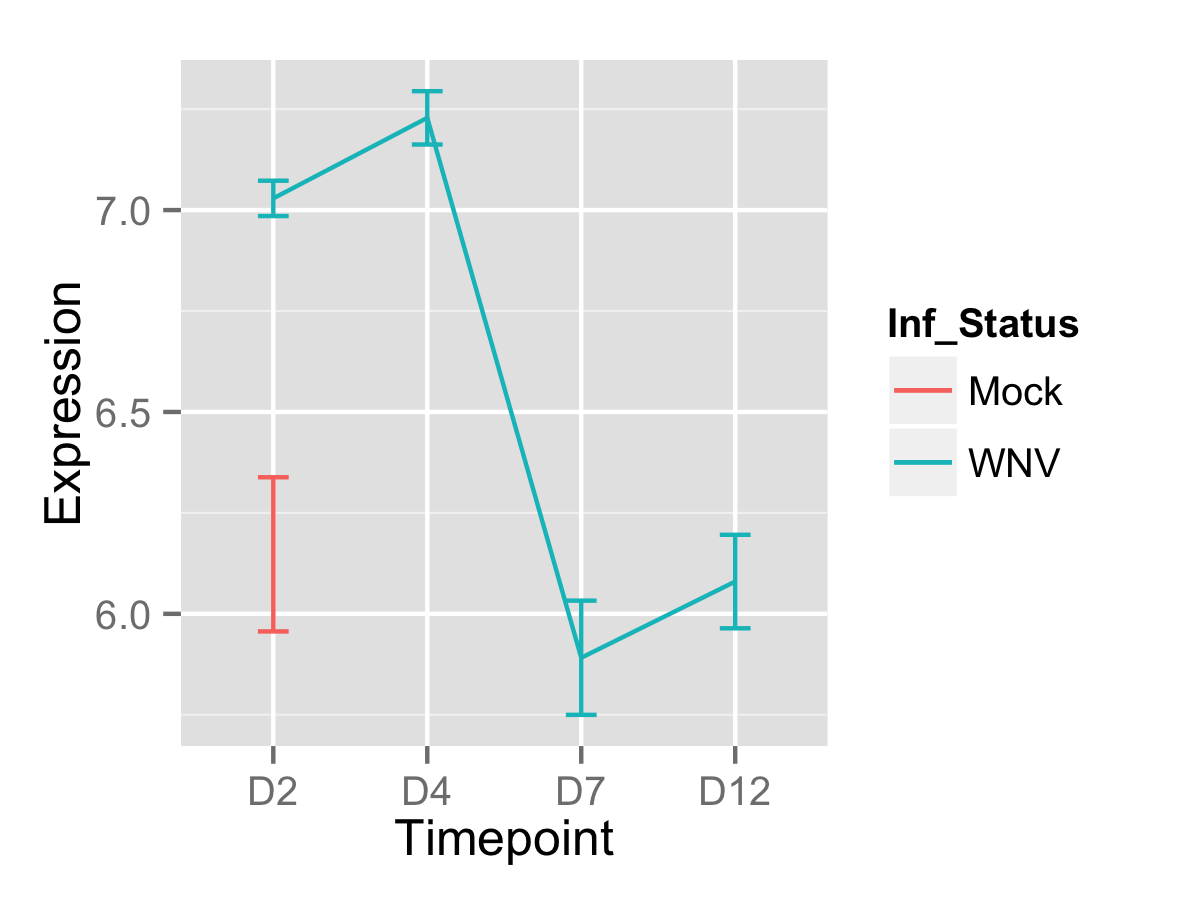 Expression
7.0
6.5
6.0
D2 D4 D7 D12
Timepoint
Inf_Status
Mock
WNV